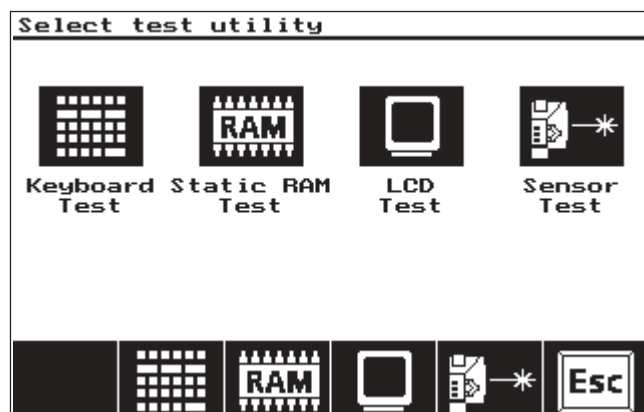 Select test utility
RAM
Keyboard Static RAM LCD Sensor
Test Test Test Test
RAM Esc